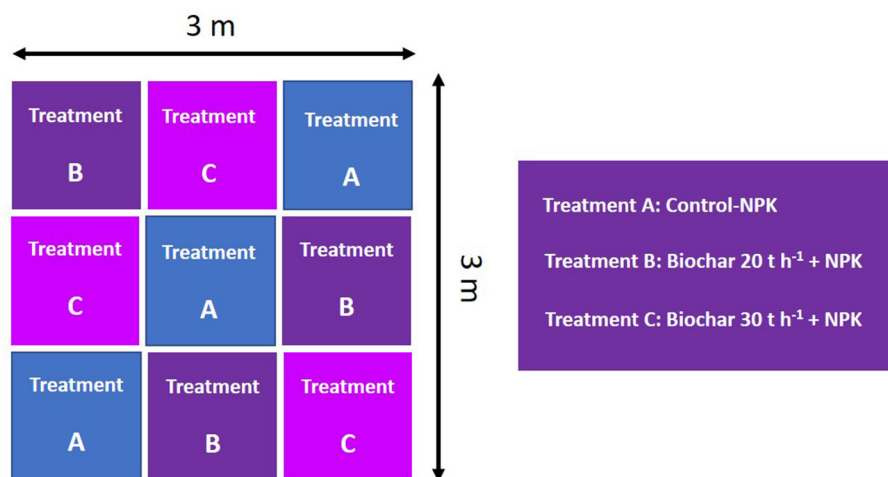 3 m
Treatment
B
Treatment
C
Treatment
A
Treatment
C
Treatment
A
Treatment
B
Treatment
A
Treatment
B
Treatment
C
3 m
Treatment A: Control-NPK
Treatment B: Biochar 20 t h⁻¹ + NPK
Treatment C: Biochar 30 t h⁻¹ + NPK